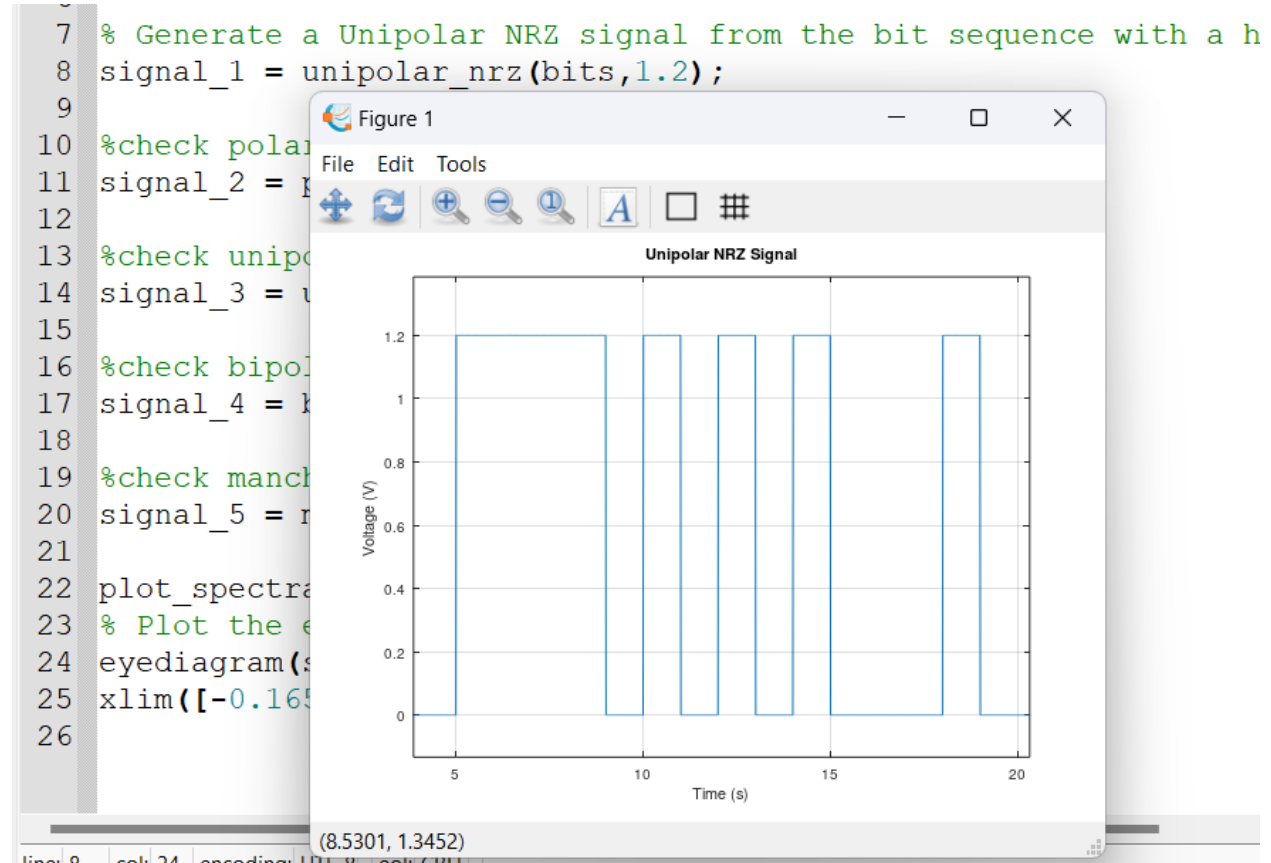 7 % Generate a Unipolar NRZ signal from the bit sequence with a h
8 signal_1 = unipolar_nrz(bits,1.2);
9
10 %check polar
11 signal_2 = p
12
13 %check unipo
14 signal_3 = u
15
16 %check bipol
17 signal_4 = b
18
19 %check manch
20 signal_5 = m
21
22 plot_spectra
23 % Plot the e
24 eyediagram(s
25 xlim([-0.165
26
Figure 1
File Edit Tools
A
Unipolar NRZ Signal
1.2
1
0.8
0.6
0.4
0.2
0
Voltage (V)
5 10 15 20
Time (s)
(8.5301, 1.3452)